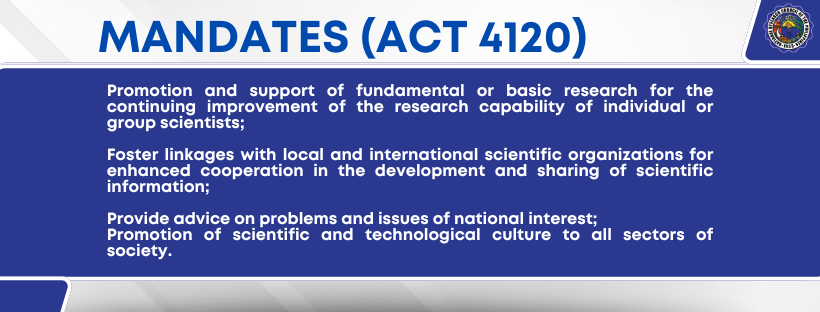 MANDATES (ACT 4120)
Promotion and support of fundamental or basic research for the
continuing improvement of the research capability of individual or
group scientists;
Foster linkages with local and international scientific organizations for
enhanced cooperation in the development and sharing of scientific
information;
Provide advice on problems and issues of national interest;
Promotion of scientific and technological culture to all sectors of
society.